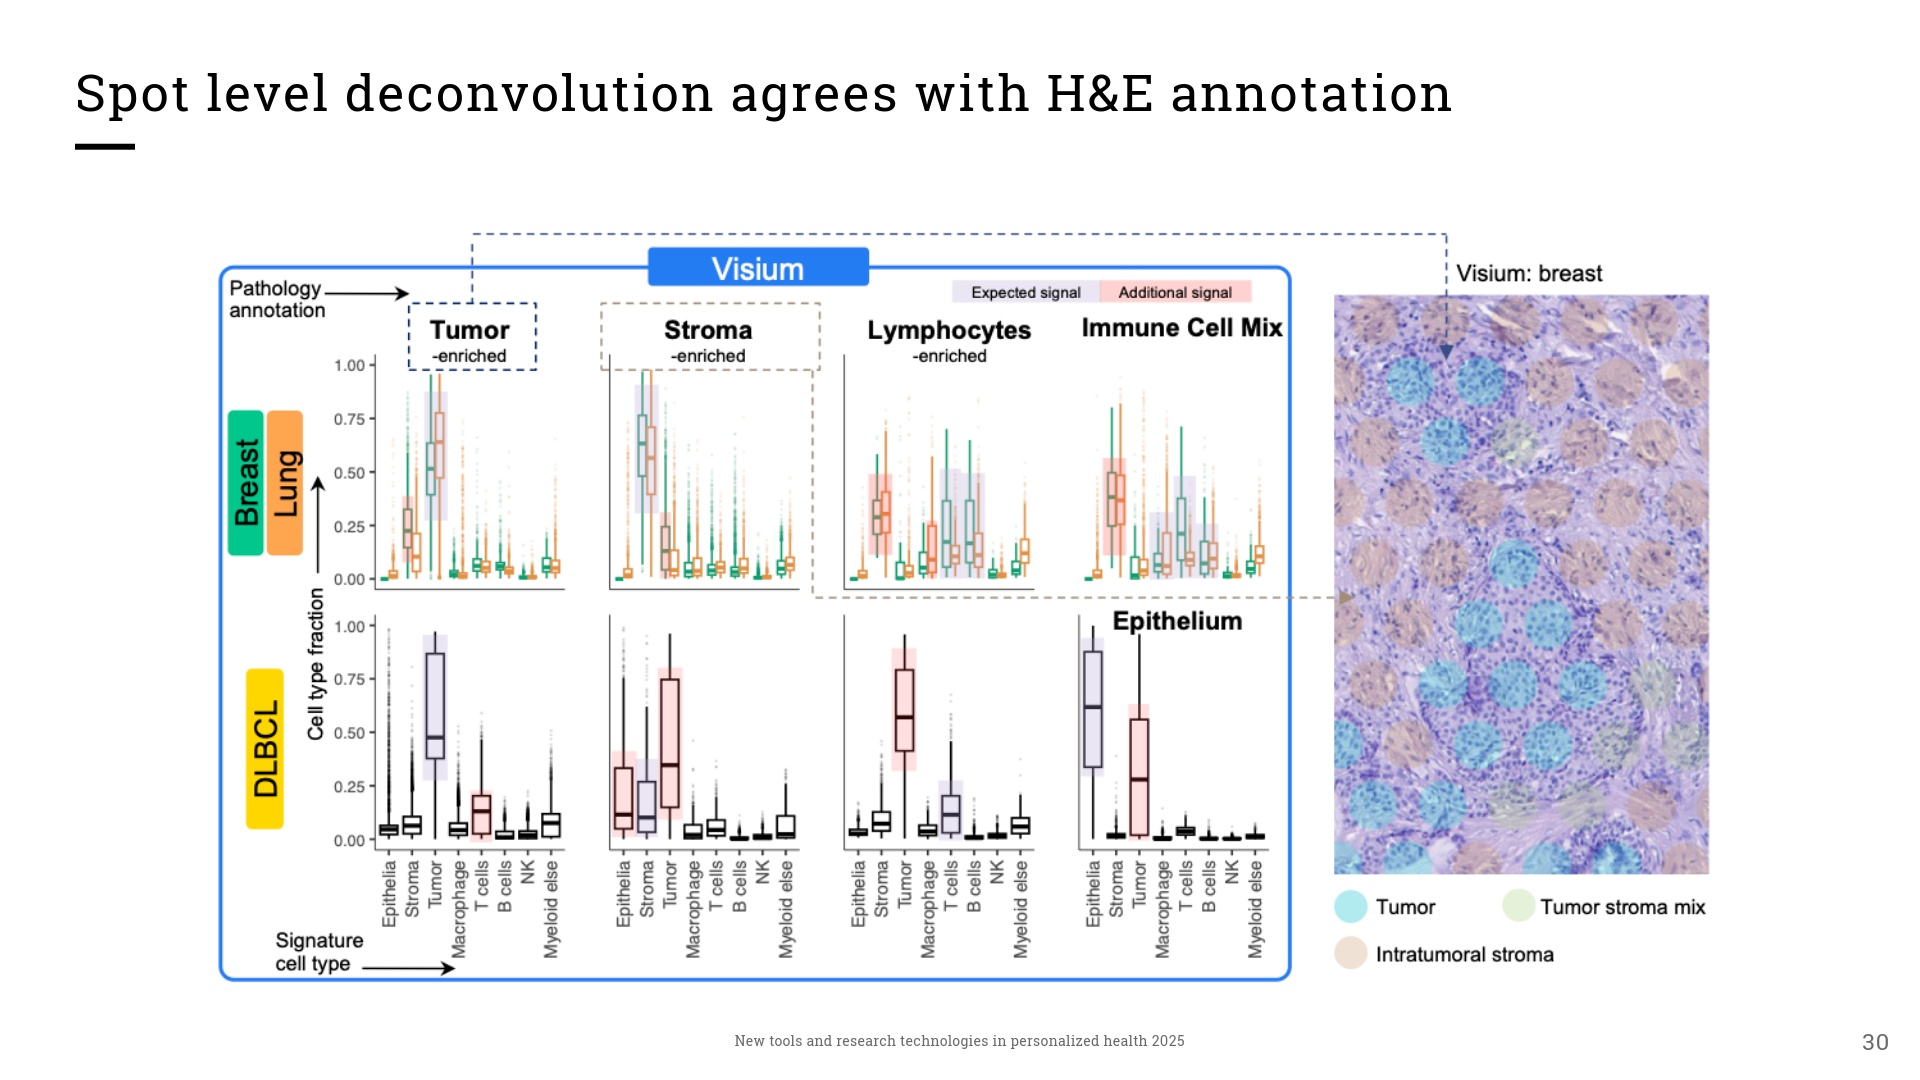 Spot level deconvolution agrees with H&E annotation
Visium
Visium: breast
Pathology
annotation
Expected signal
Additional signal
Tumor
-enriched
Stroma
-enriched
Lymphocytes
-enriched
Immune Cell Mix
Breast
Lung
1.00
0.75
0.50
0.25
0.00
Cell type fraction
Epithelium
DLBCL
1.00
0.75
0.50
0.25
0.00
Epithelia
Stroma
Tumor
Macrophage
T cells
B cells
NK
Myeloid else
Epithelia
Stroma
Tumor
Macrophage
T cells
B cells
NK
Myeloid else
Epithelia
Stroma
Tumor
Macrophage
T cells
B cells
NK
Myeloid else
Epithelia
Stroma
Tumor
Macrophage
T cells
B cells
NK
Myeloid else
Signature
cell type
Tumor
Tumor stroma mix
Intratumoral stroma
New tools and research technologies in personalized health 2025
30